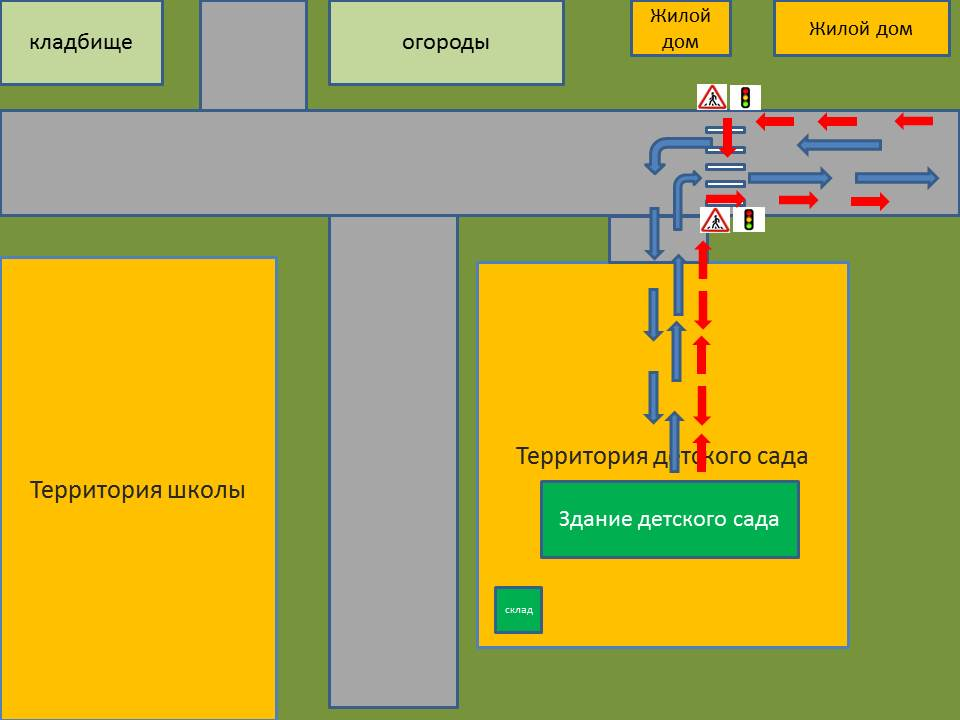 кладбище
огороды
Жилой
дом
Жилой дом
Территория школы
Территория детского сада
Здание детского сада
склад